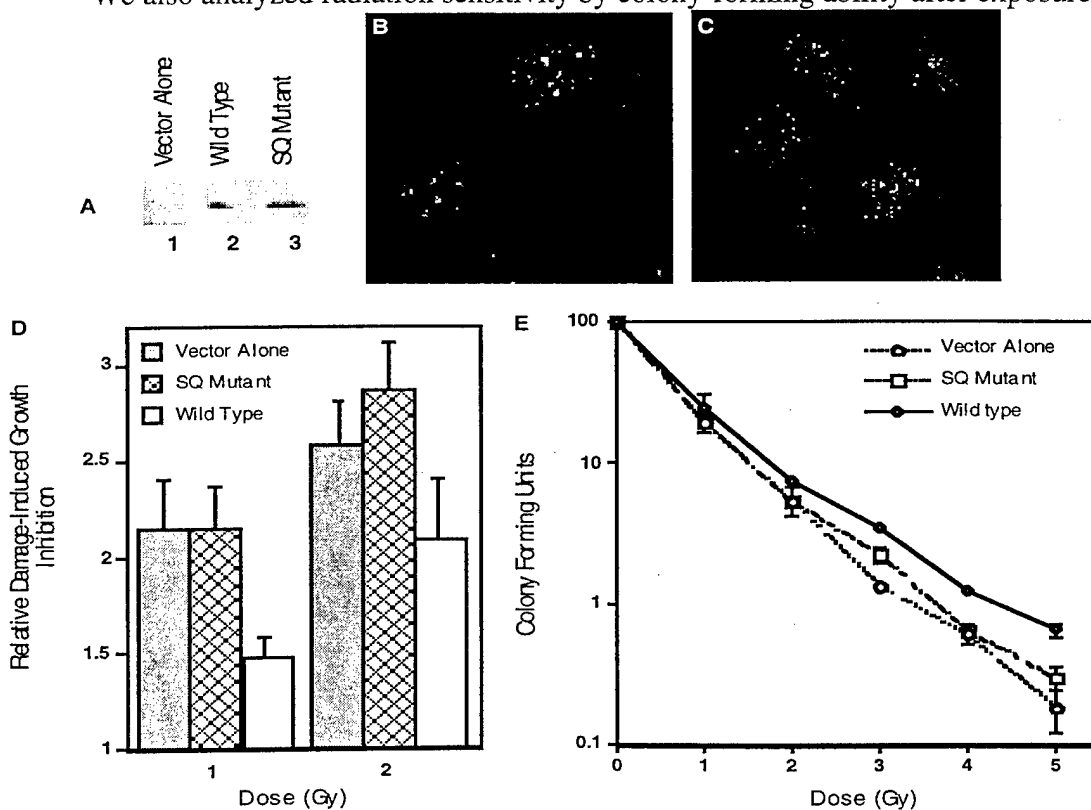 We also analyzed radiation sensitivity by colony-forming ability after exposure
Vector Alone
Wild Type
SQ Mutant
A
1 2 3
B
C
D
Relative Damage-Induced Growth
Inhibition
3
2.5
2
1.5
1
Vector Alone
SQ Mutant
Wild Type
1 2
Dose (Gy)
E
Colony Forming Units
100
10
1
0.1
Vector Alone
SQ Mutant
Wild type
0 1 2 3 4 5
Dose (Gy)